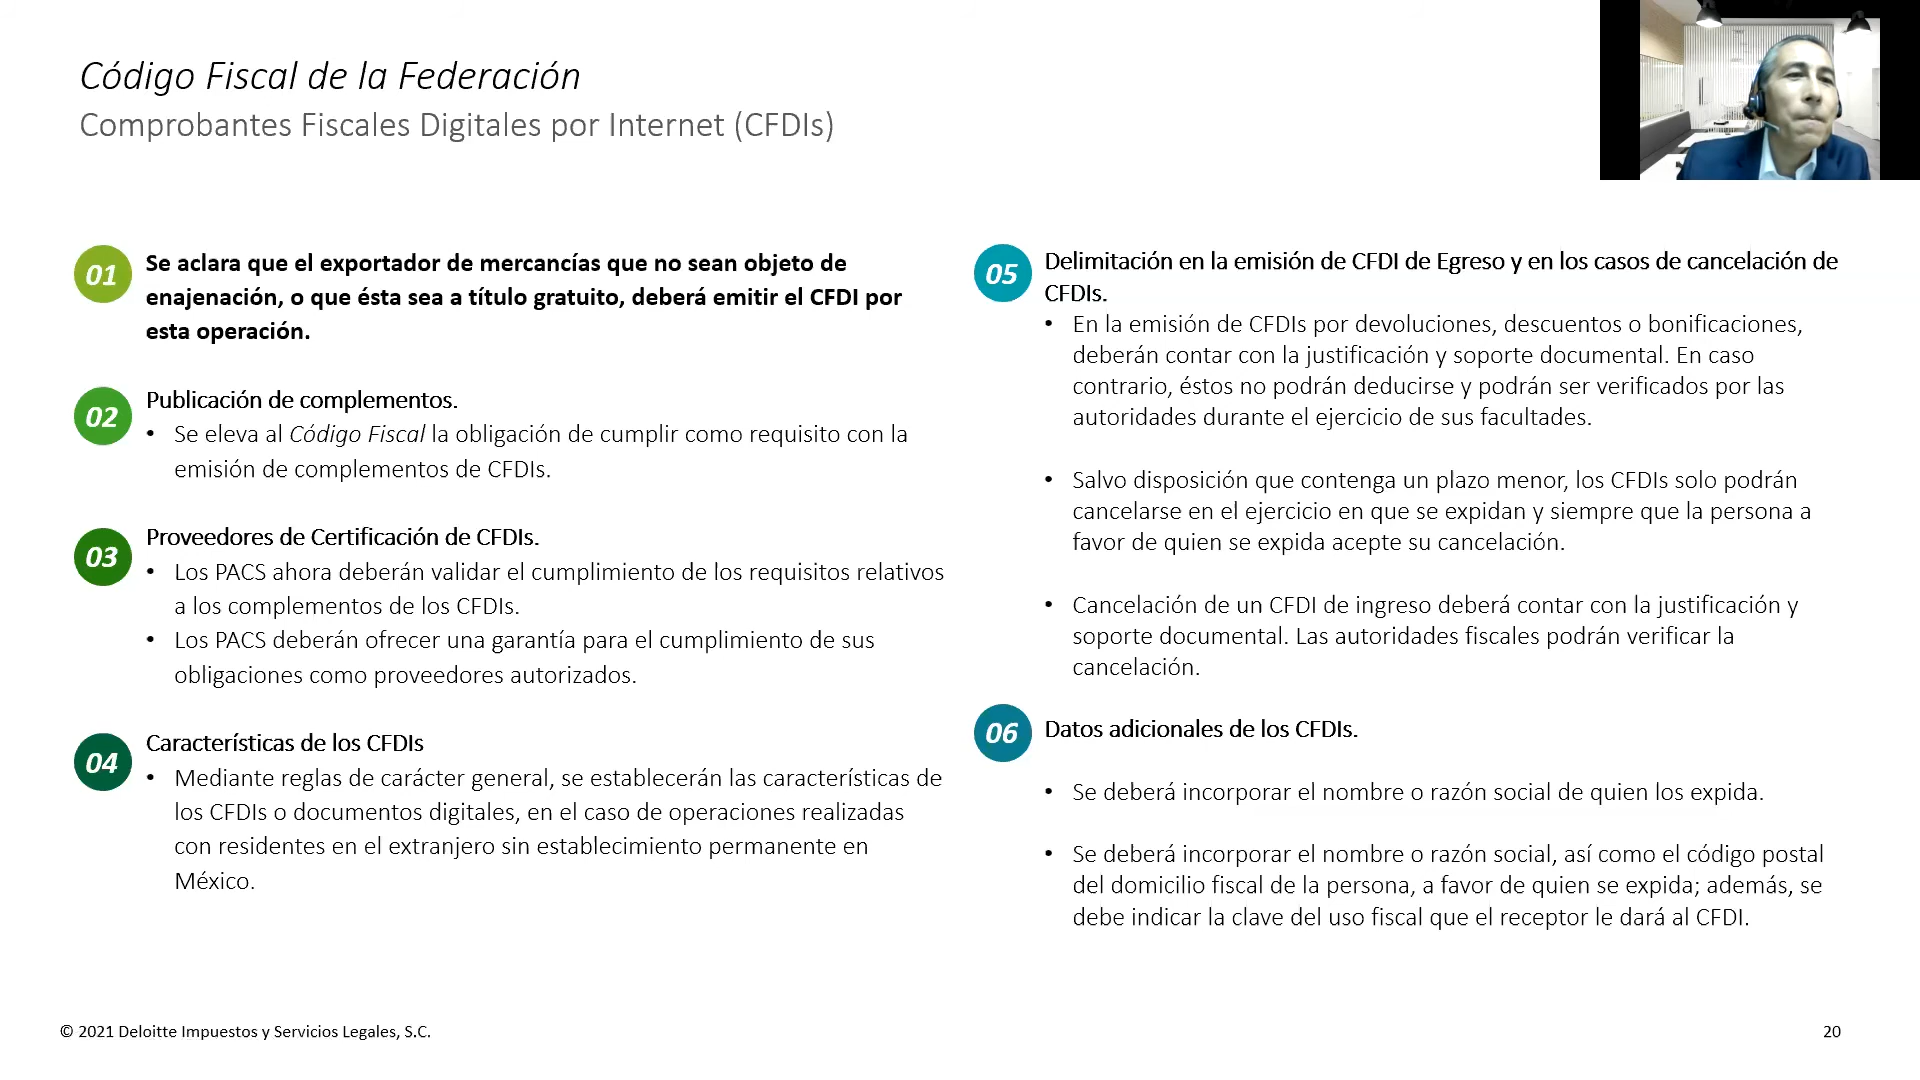 Código Fiscal de la Federación
Comprobantes Fiscales Digitales por Internet (CFDIs)
01
Se aclara que el exportador de mercancías que no sean objeto de
enajenación, o que ésta sea a título gratuito, deberá emitir el CFDI por
esta operación.
02
Publicación de complementos.
• Se eleva al Código Fiscal la obligación de cumplir como requisito con la
emisión de complementos de CFDIs.
03
Proveedores de Certificación de CFDIs.
• Los PACS ahora deberán validar el cumplimiento de los requisitos relativos
a los complementos de los CFDIs.
• Los PACS deberán ofrecer una garantía para el cumplimiento de sus
obligaciones como proveedores autorizados.
04
Características de los CFDIs
• Mediante reglas de carácter general, se establecerán las características de
los CFDIs o documentos digitales, en el caso de operaciones realizadas
con residentes en el extranjero sin establecimiento permanente en
México.
05
Delimitación en la emisión de CFDI de Egreso y en los casos de cancelación de
CFDIs.
• En la emisión de CFDIs por devoluciones, descuentos o bonificaciones,
deberán contar con la justificación y soporte documental. En caso
contrario, éstos no podrán deducirse y podrán ser verificados por las
autoridades durante el ejercicio de sus facultades.
• Salvo disposición que contenga un plazo menor, los CFDIs solo podrán
cancelarse en el ejercicio en que se expidan y siempre que la persona a
favor de quien se expida acepte su cancelación.
• Cancelación de un CFDI de ingreso deberá contar con la justificación y
soporte documental. Las autoridades fiscales podrán verificar la
cancelación.
06
Datos adicionales de los CFDIs.
• Se deberá incorporar el nombre o razón social de quien los expida.
• Se deberá incorporar el nombre o razón social, así como el código postal
del domicilio fiscal de la persona, a favor de quien se expida; además, se
debe indicar la clave del uso fiscal que el receptor le dará al CFDI.
© 2021 Deloitte Impuestos y Servicios Legales, S.C.
20